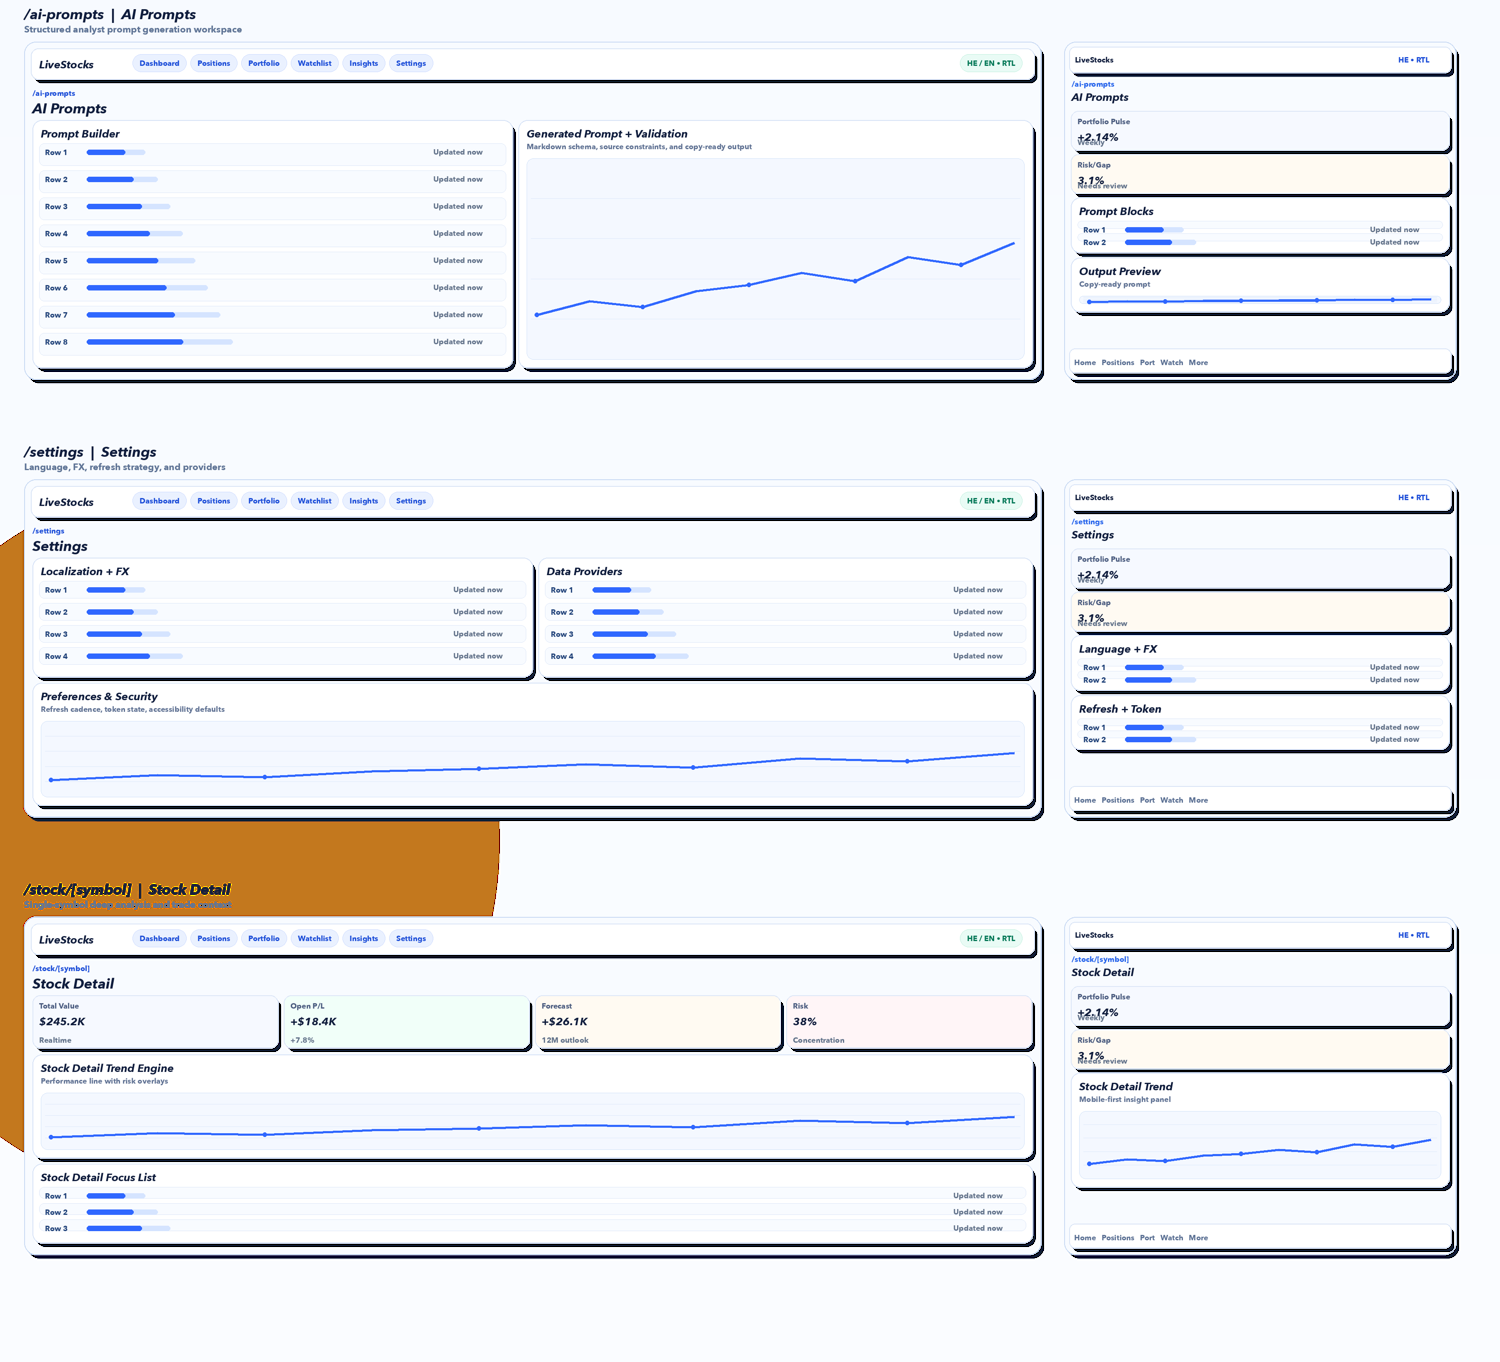 /ai-prompts | AI Prompts
Structured analyst prompt generation workspace
LiveStocks
Dashboard
Positions
Portfolio
Watchlist
Insights
Settings
HE / EN • RTL
/ai-prompts
AI Prompts
Prompt Builder
Row 1 Updated now
Row 2 Updated now
Row 3 Updated now
Row 4 Updated now
Row 5 Updated now
Row 6 Updated now
Row 7 Updated now
Row 8 Updated now
Generated Prompt + Validation
Markdown schema, source constraints, and copy-ready output
LiveStocks
HE • RTL
/ai-prompts
AI Prompts
Portfolio Pulse
+2.14%
Weekly
Risk/Gap
3.1%
Needs review
Prompt Blocks
Row 1 Updated now
Row 2 Updated now
Output Preview
Copy-ready prompt
Home Positions Port Watch More
/settings | Settings
Language, FX, refresh strategy, and providers
LiveStocks
Dashboard
Positions
Portfolio
Watchlist
Insights
Settings
HE / EN • RTL
/settings
Settings
Localization + FX
Row 1 Updated now
Row 2 Updated now
Row 3 Updated now
Row 4 Updated now
Data Providers
Row 1 Updated now
Row 2 Updated now
Row 3 Updated now
Row 4 Updated now
Preferences & Security
Refresh cadence, token state, accessibility defaults
LiveStocks
HE • RTL
/settings
Settings
Portfolio Pulse
+2.14%
Weekly
Risk/Gap
3.1%
Needs review
Language + FX
Row 1 Updated now
Row 2 Updated now
Refresh + Token
Row 1 Updated now
Row 2 Updated now
Home Positions Port Watch More
/stock/[symbol] | Stock Detail
Single-symbol deep analysis and trade context
LiveStocks
Dashboard
Positions
Portfolio
Watchlist
Insights
Settings
HE / EN • RTL
/stock/[symbol]
Stock Detail
Total Value
$245.2K
Realtime
Open P/L
+$18.4K
+7.8%
Forecast
+$26.1K
12M outlook
Risk
38%
Concentration
Stock Detail Trend Engine
Performance line with risk overlays
Stock Detail Focus List
Row 1 Updated now
Row 2 Updated now
Row 3 Updated now
LiveStocks
HE • RTL
/stock/[symbol]
Stock Detail
Portfolio Pulse
+2.14%
Weekly
Risk/Gap
3.1%
Needs review
Stock Detail Trend
Mobile-first insight panel
Home Positions Port Watch More